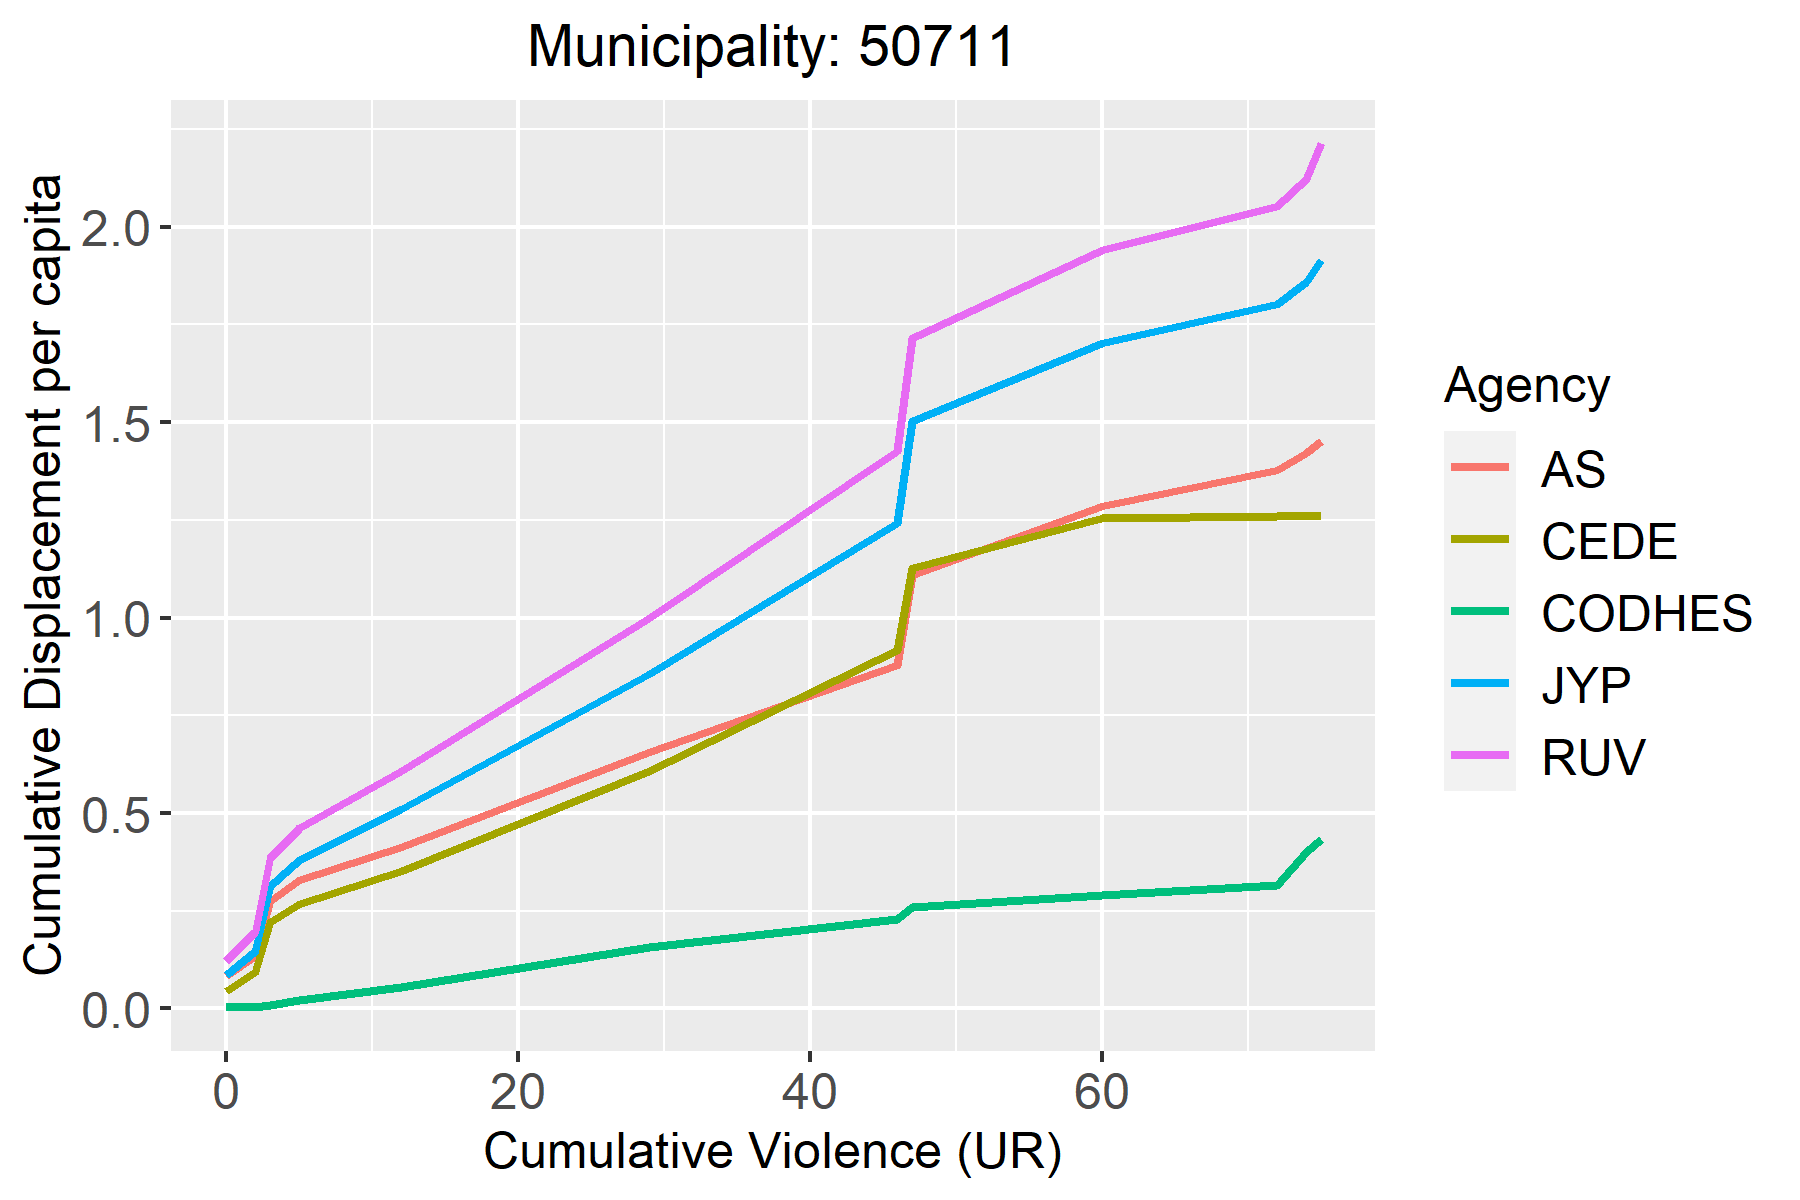 Municipality: 50711
Cumulative Displacement per capita
2.0
1.5
1.0
0.5
0.0
0 20 40 60
Cumulative Violence (UR)
Agency
AS
CEDE
CODHES
JYP
RUV